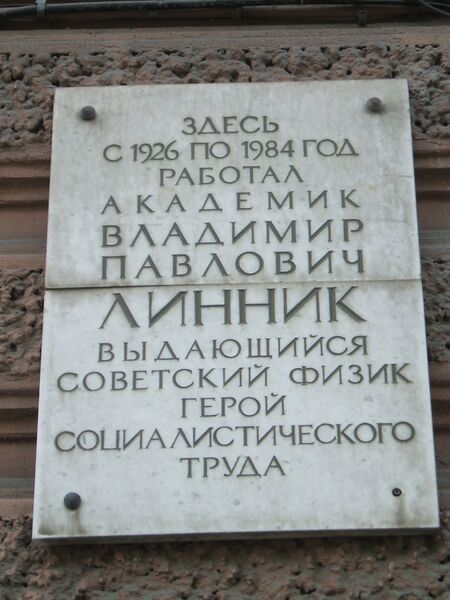 ЗДЕСЬ
С 1926 ПО 1984 ГОД
РАБОТАЛ
АКАДЕМИК
ВЛАДИМИР
ПАВЛОВИЧ
ЛИННИК
ВЫДАЮЩИЙСЯ
СОВЕТСКИЙ ФИЗИК
ГЕРОЙ
СОЦИАЛИСТИЧЕСКОГО
ТРУДА